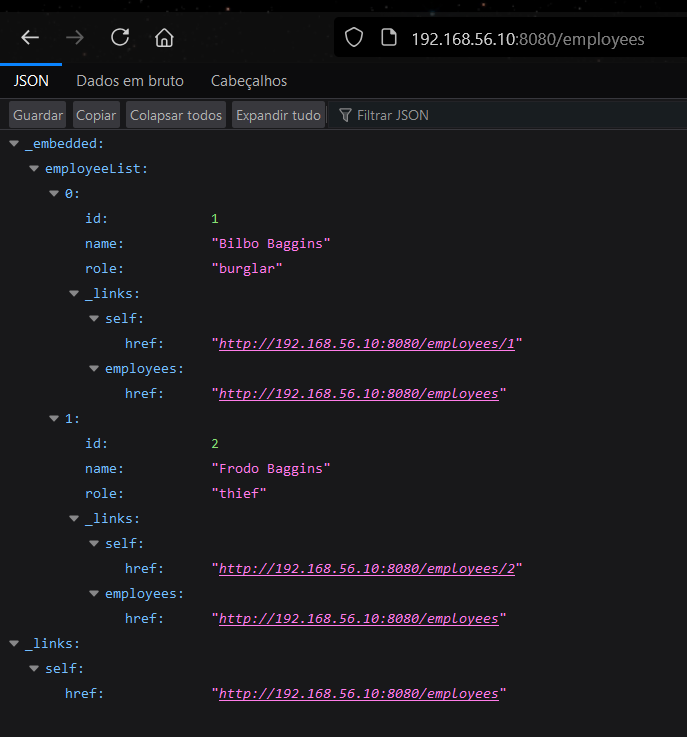 192.168.56.10:8080/employees
JSON Dados em bruto Cabeçalhos
Guardar Copiar Colapsar todos Expandir tudo Filtrar JSON
_embedded:
employeeList:
0:
id: 1
name: "Bilbo Baggins"
role: "burglar"
_links:
self:
href: "http://192.168.56.10:8080/employees/1"
employees:
href: "http://192.168.56.10:8080/employees"
1:
id: 2
name: "Frodo Baggins"
role: "thief"
_links:
self:
href: "http://192.168.56.10:8080/employees/2"
employees:
href: "http://192.168.56.10:8080/employees"
_links:
self:
href: "http://192.168.56.10:8080/employees"